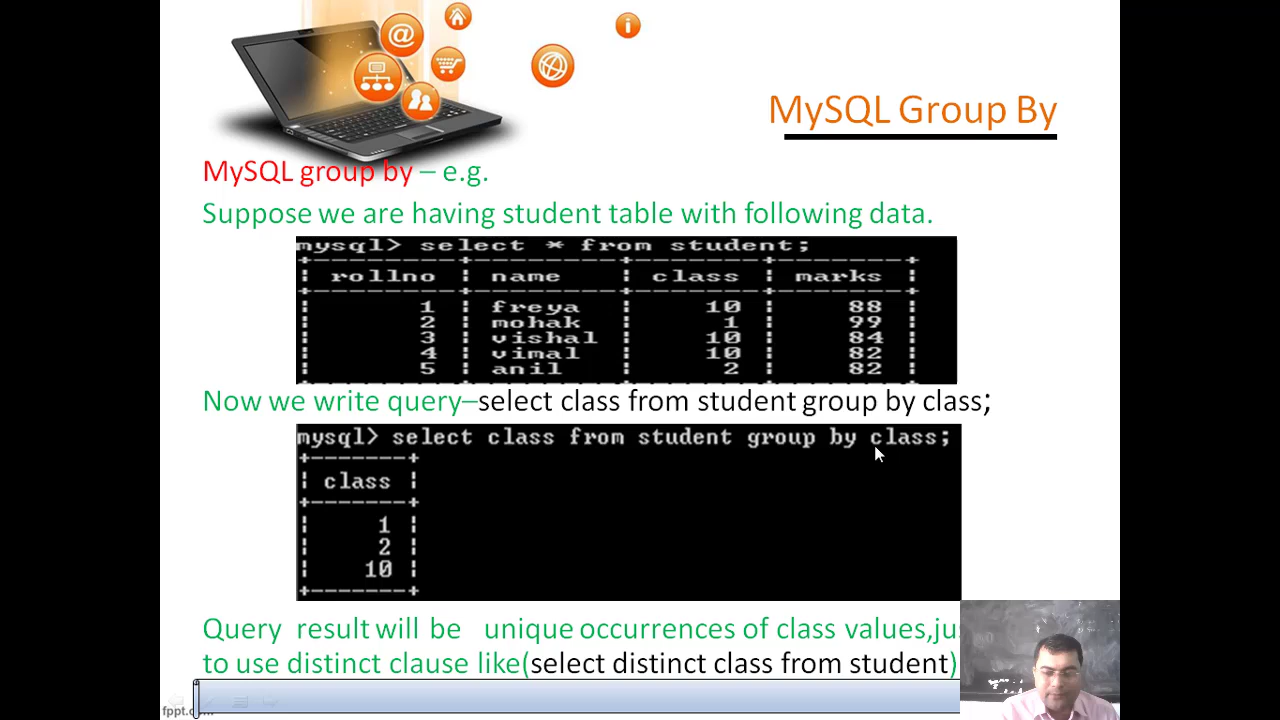 MySQL Group By
MySQL group by – e.g.
Suppose we are having student table with following data.
mysql> select * from student;
+--------+--------+--------+--------+
| rollno | name | class | marks |
+--------+--------+--------+--------+
| 1 | freya | 10 | 88 |
| 2 | mohak | 1 | 99 |
| 3 | vishal | 10 | 84 |
| 4 | vimal | 10 | 82 |
| 5 | anil | 2 | 82 |
Now we write query–select class from student group by class;
mysql> select class from student group by class;
+-------+
| class |
+-------+
| 1 |
| 2 |
| 10 |
+-------+
Query result will be unique occurrences of class values,
to use distinct clause like(select distinct class from student)